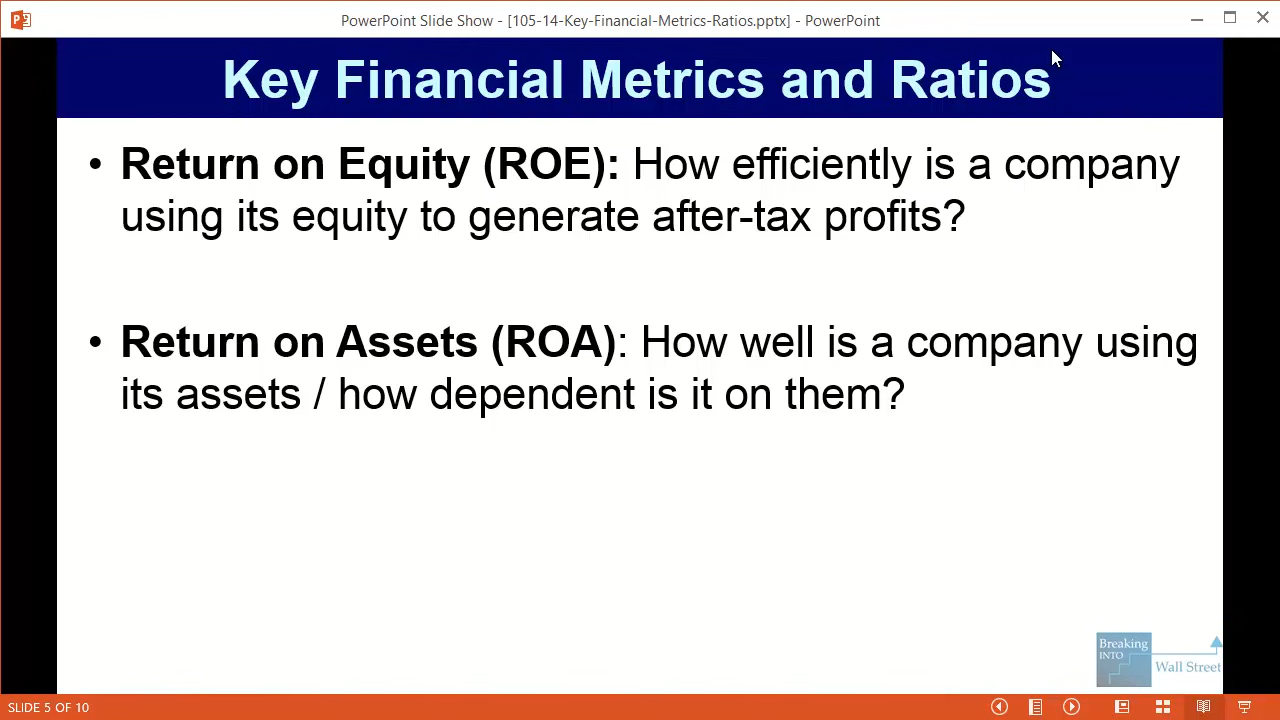 PowerPoint Slide Show - [105-14-Key-Financial-Metrics-Ratios.pptx] - PowerPoint
Key Financial Metrics and Ratios
• Return on Equity (ROE): How efficiently is a company
using its equity to generate after-tax profits?
• Return on Assets (ROA): How well is a company using
its assets / how dependent is it on them?
Breaking
INTO
Wall Street
SLIDE 5 OF 10